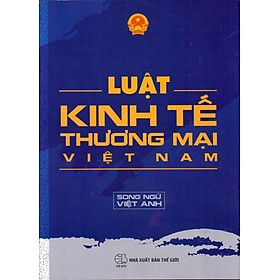 LUẬT
KINH TẾ
THƯƠNG MẠI
VIỆT NAM
SONG NGỮ
VIỆT ANH
NHÀ XUẤT BẢN THẾ GIỚI